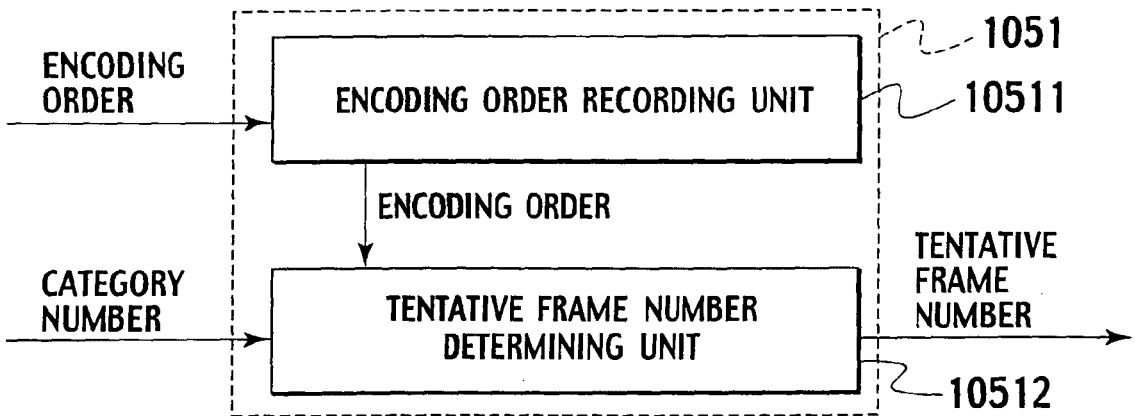 ENCODING
ORDER
ENCODING ORDER RECORDING UNIT
1051
10511
ENCODING ORDER
CATEGORY
NUMBER
TENTATIVE FRAME NUMBER
DETERMINING UNIT
TENTATIVE
FRAME
NUMBER
10512